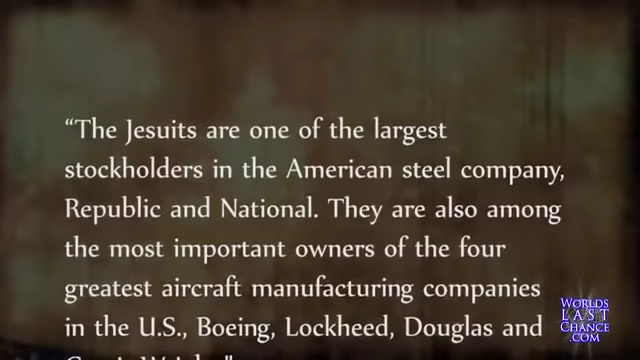 “The Jesuits are one of the largest
stockholders in the American steel company,
Republic and National. They are also among
the most important owners of the four
greatest aircraft manufacturing companies
in the U.S., Boeing, Lockheed, Douglas and
WORLDS
LAST
CHANCE
.COM